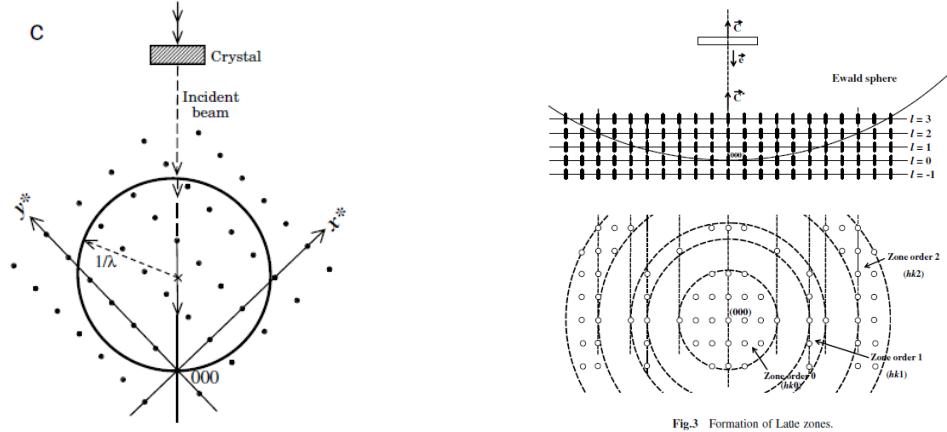 C
Crystal
Incident
beam
y*
x*
1/λ
000
C
e
C
Ewald sphere
000
l = 3
l = 2
l = 1
l = 0
l = -1
Zone order 2
(hk2)
(000)
Zone order 0
(hk0)
Zone order 1
(hk1)
Fig.3 Formation of Laue zones.